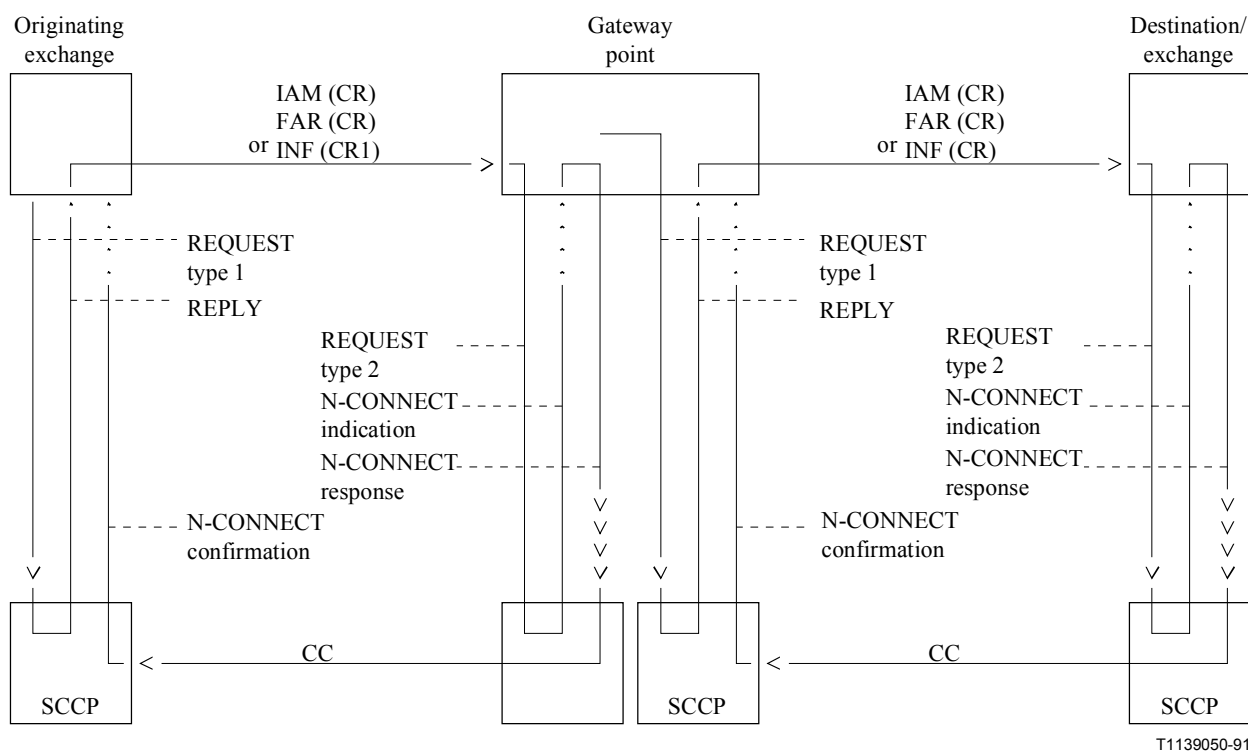 Originating
exchange
Gateway
point
Destination/
exchange
IAM (CR)
FAR (CR)
or INF (CR1)
IAM (CR)
FAR (CR)
or INF (CR)
REQUEST
type 1
REPLY
REQUEST
type 2
N-CONNECT
indication
N-CONNECT
response
N-CONNECT
confirmation
REQUEST
type 1
REPLY
REQUEST
type 2
N-CONNECT
indication
N-CONNECT
response
N-CONNECT
confirmation
CC
CC
SCCP
SCCP
SCCP
T1139050-91